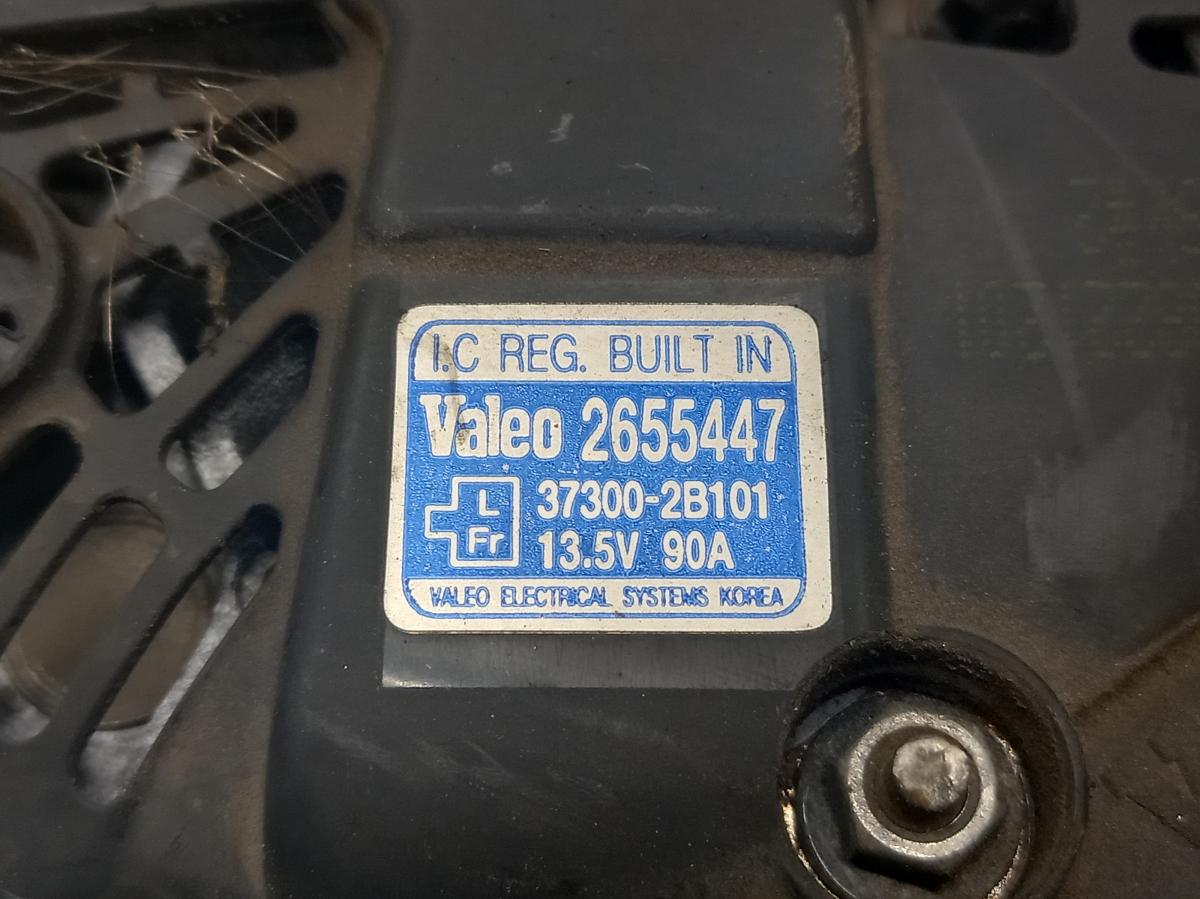 I.C REG. BUILT IN
Valeo 2655447
L
Fr
37300-2B101
13.5V 90A
VALEO ELECTRICAL SYSTEMS KOREA